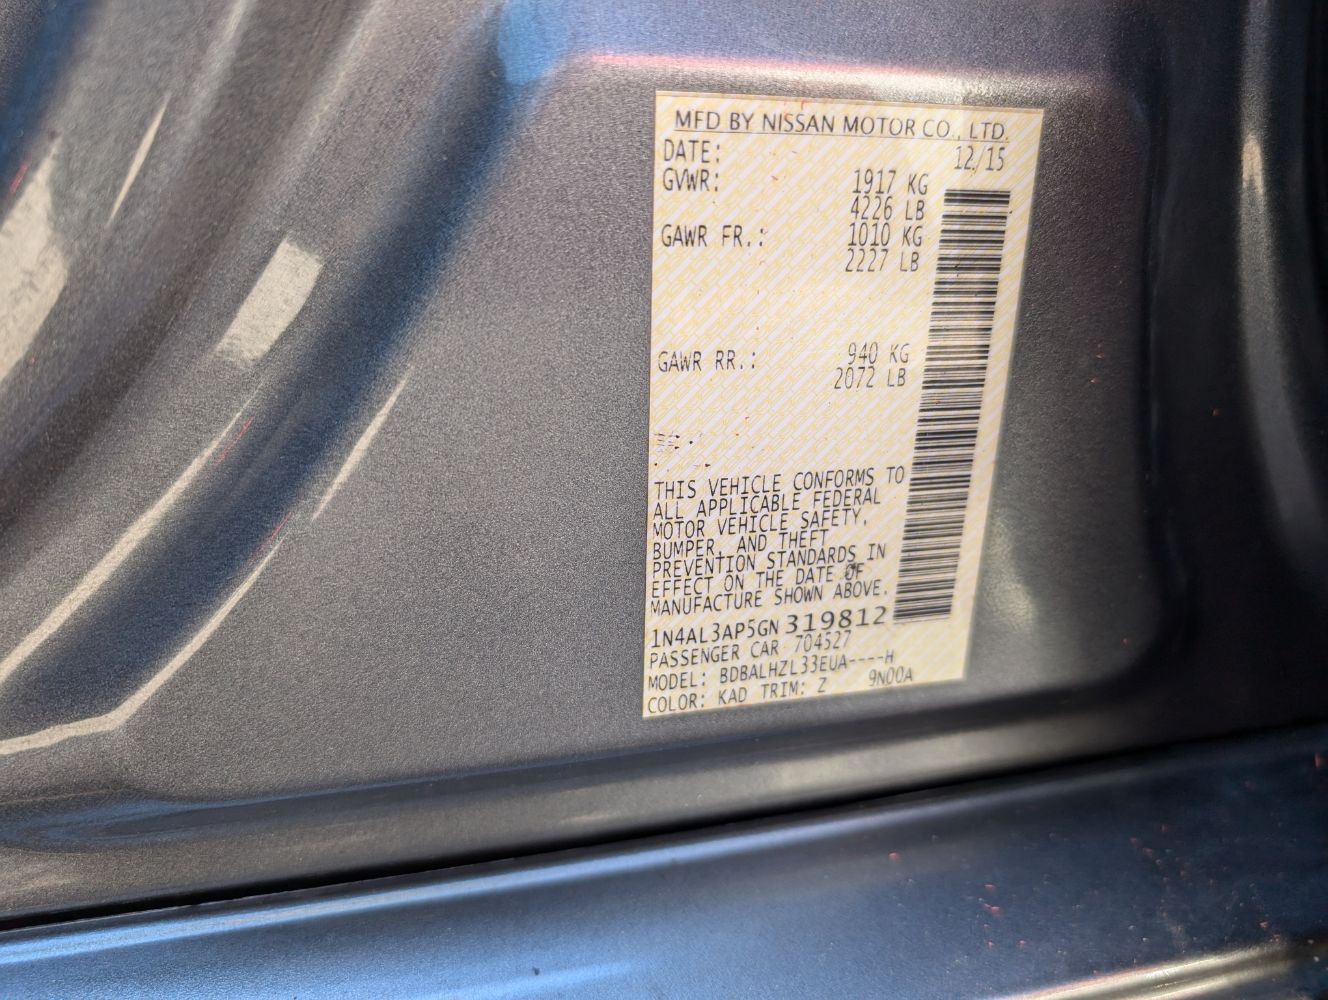 MFD BY NISSAN MOTOR CO., LTD.
DATE: 12/15
GVWR: 1917 KG
4226 LB
GAWR FR.: 1010 KG
2227 LB
GAWR RR.: 940 KG
2072 LB
THIS VEHICLE CONFORMS TO
ALL APPLICABLE FEDERAL
MOTOR VEHICLE SAFETY,
BUMPER, AND THEFT
PREVENTION STANDARDS IN
EFFECT ON THE DATE OF
MANUFACTURE SHOWN ABOVE.
1N4AL3AP5GN319812
PASSENGER CAR 704527
MODEL: BDBALHZL33EUA----H
COLOR: KAD TRIM: Z 9N00A